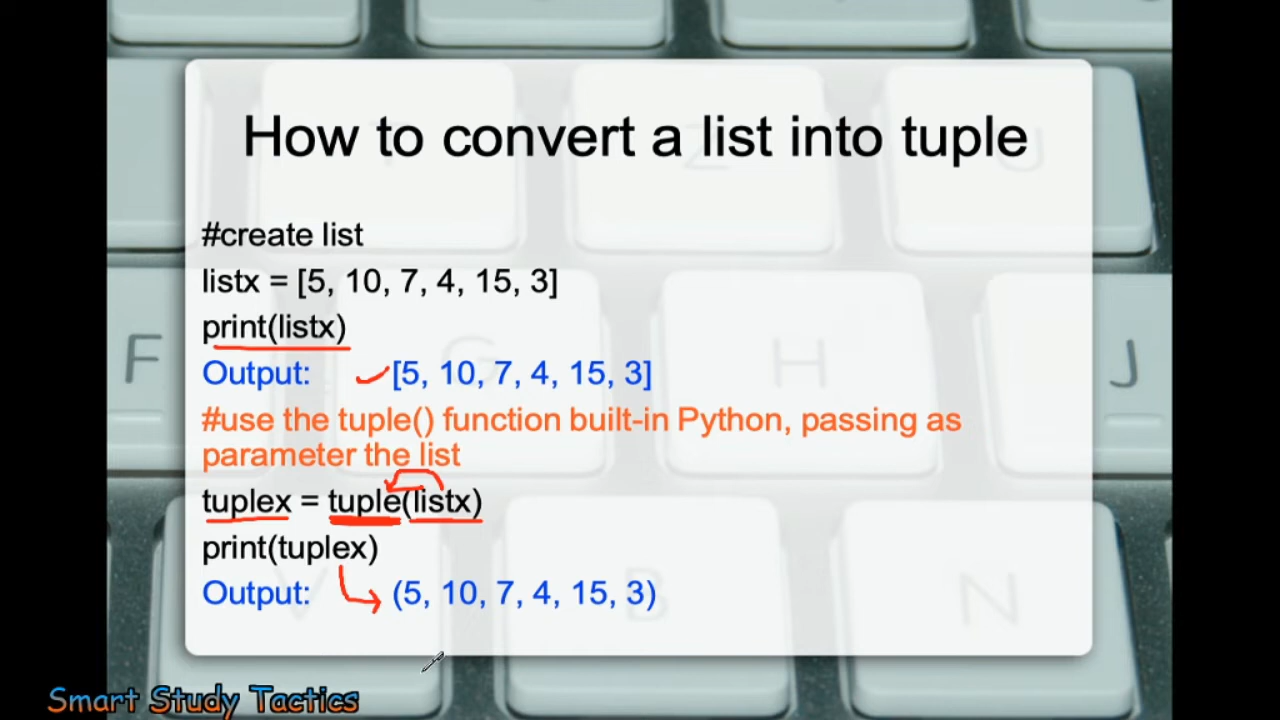 How to convert a list into tuple
#create list
listx = [5, 10, 7, 4, 15, 3]
print(listx)
Output: [5, 10, 7, 4, 15, 3]
#use the tuple() function built-in Python, passing as
parameter the list
tuplex = tuple(listx)
print(tuplex)
Output: (5, 10, 7, 4, 15, 3)
T
Z
U
F
G
H
J
V
B
N
Smart Study Tactics